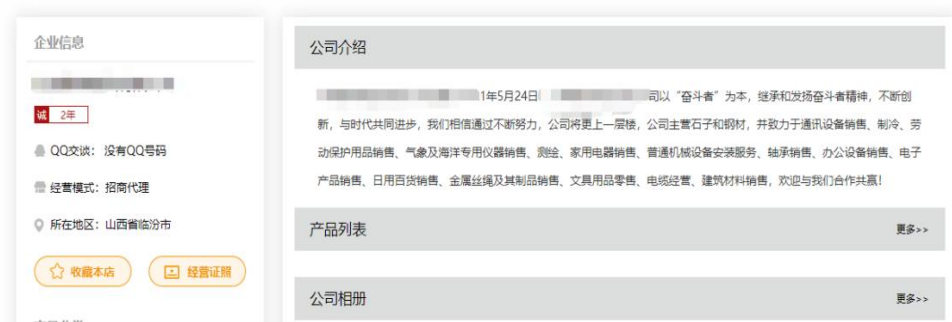 企业信息
诚 2年
QQ交谈： 没有QQ号码
经营模式：招商代理
所在地区：山西省临汾市
收藏本店 经营证照
公司介绍
1年5月24日 司以“奋斗者”为本，继承和发扬奋斗者精神，不断创
新，与时代共同进步，我们相信通过不断努力，公司将更上一层楼，公司主营石子和钢材，并致力于通讯设备销售、制冷、劳
动保护用品销售、气象及海洋专用仪器销售、测绘、家用电器销售、普通机械设备安装服务、轴承销售、办公设备销售、电子
产品销售、日用百货销售、金属丝绳及其制品销售、文具用品零售、电缆经营、建筑材料销售，欢迎与我们合作共赢！
产品列表 更多>>
公司相册 更多>>